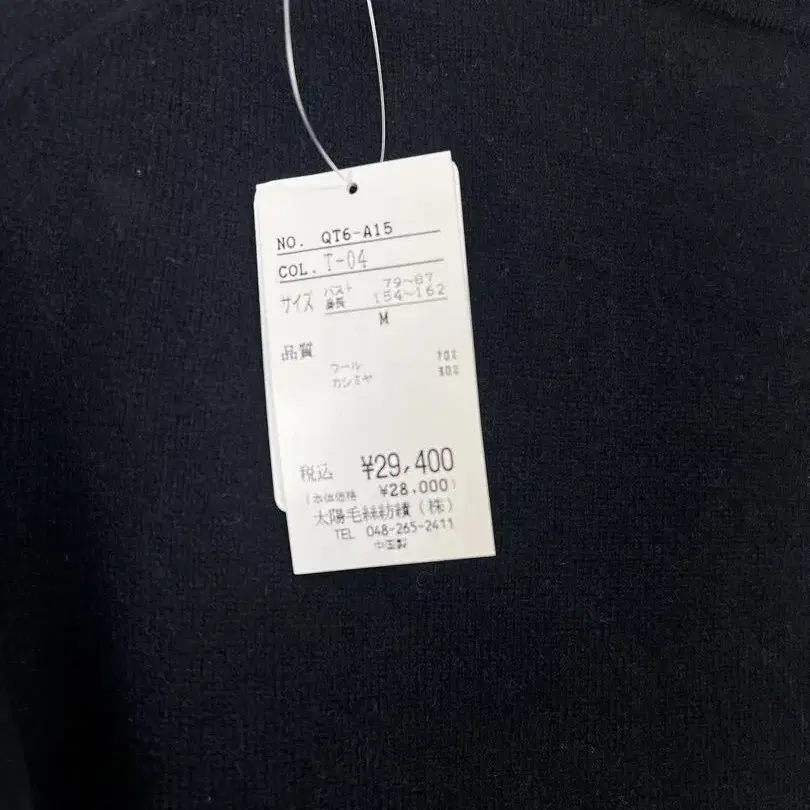 NO. QT6-A15
COL. T-04
サイズ バスト 79~87
身長 154~162
M
品質
ウール 70%
カシミヤ 30%
税込 ¥29,400
(本体価格 ¥28,000)
太陽毛絲紡績(株)
TEL 048-265-2411
中国製